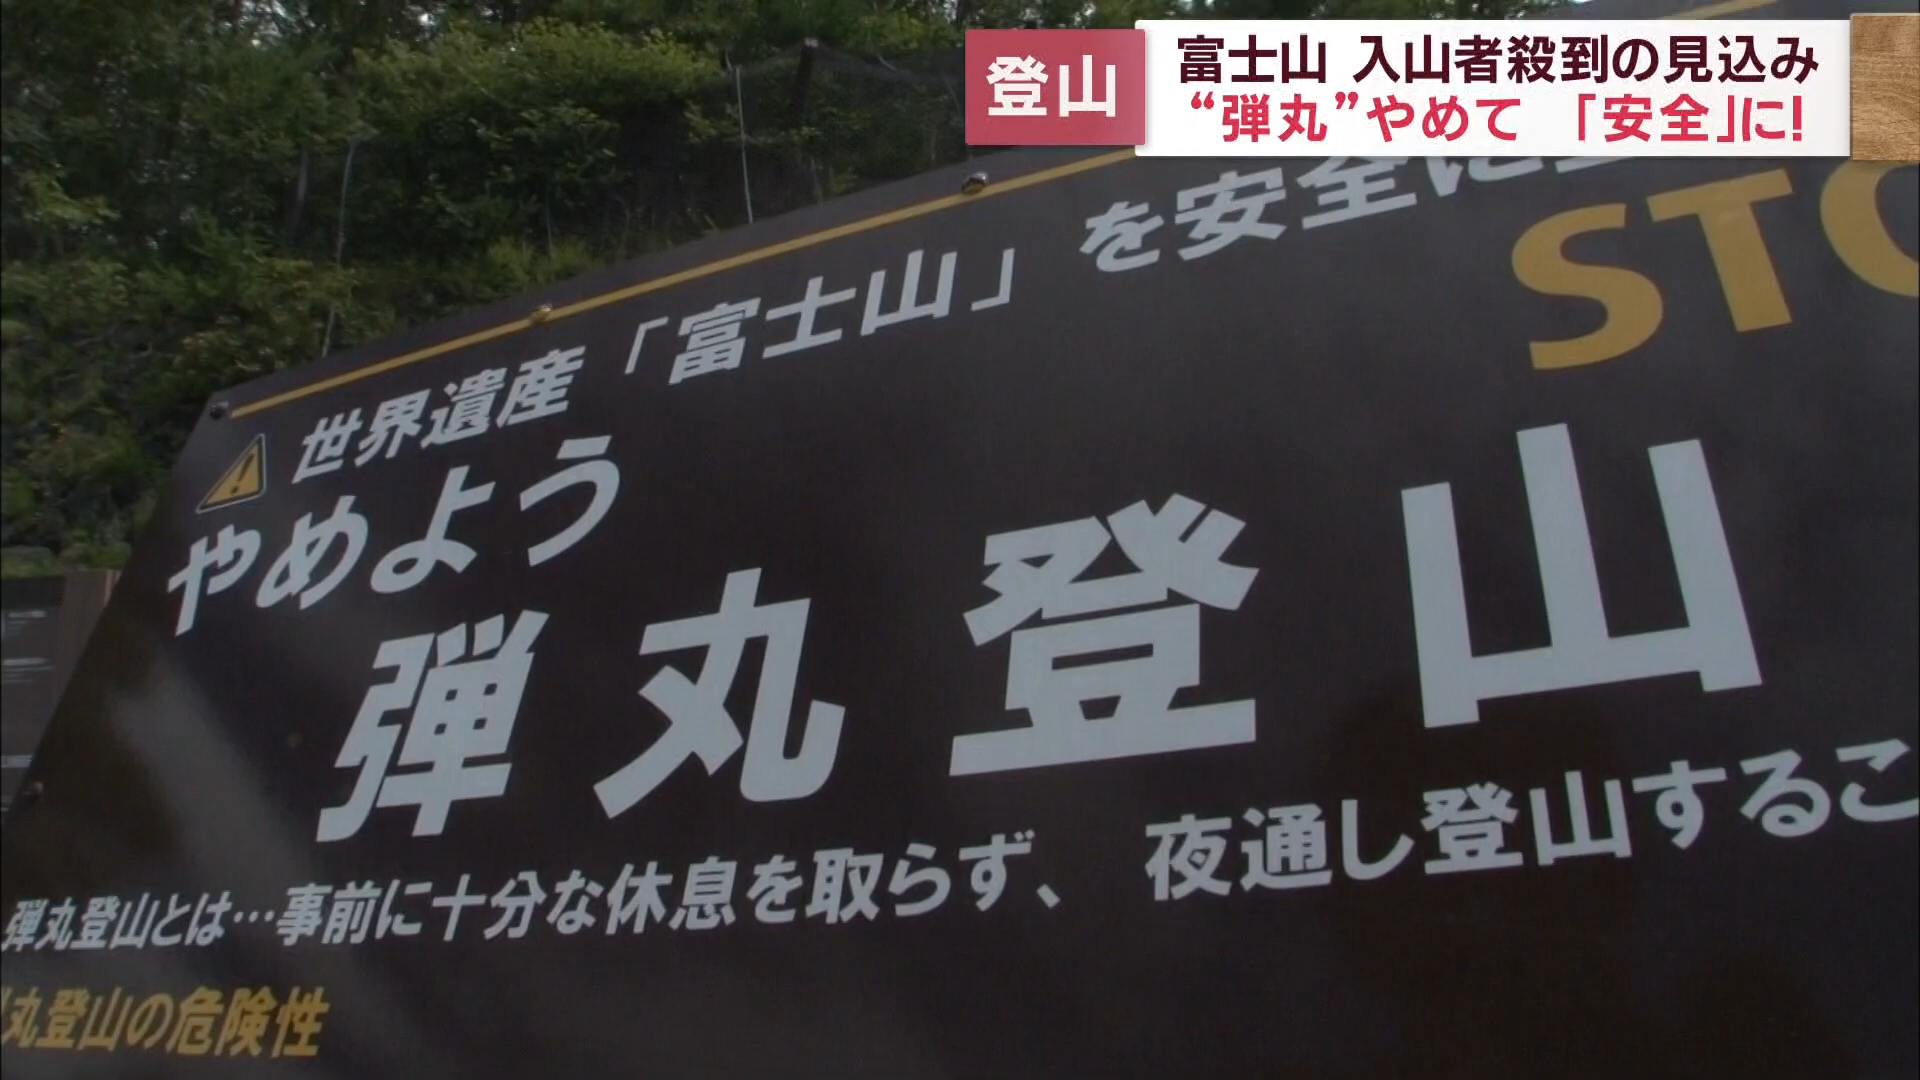 登山
富士山 入山者殺到の見込み
“弾丸”やめて 「安全」に!
世界遺産「富士山」を安全に
STO
やめよう
弾丸登山
弾丸登山とは…事前に十分な休息を取らず、夜通し登山するこ
丸登山の危険性